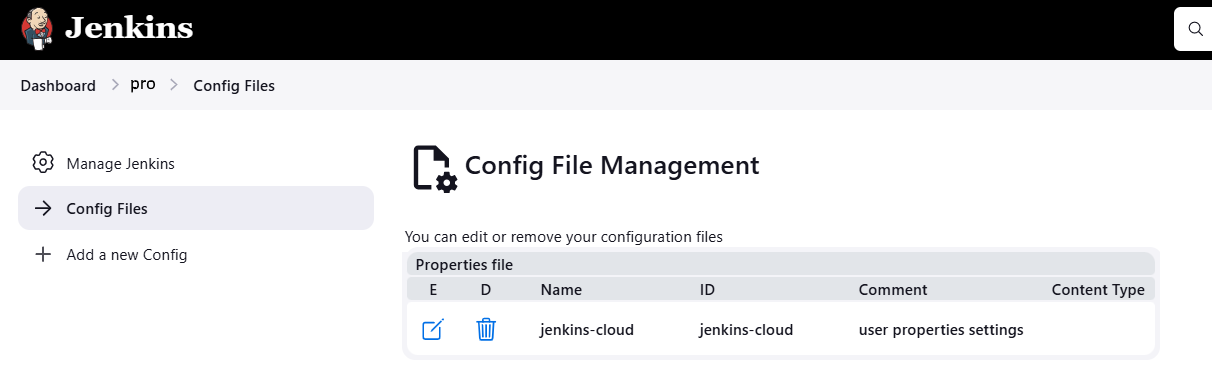 Jenkins
Dashboard > pro > Config Files
Manage Jenkins
Config Files
Add a new Config
Config File Management
You can edit or remove your configuration files
Properties file
E D Name ID Comment Content Type
jenkins-cloud jenkins-cloud user properties settings